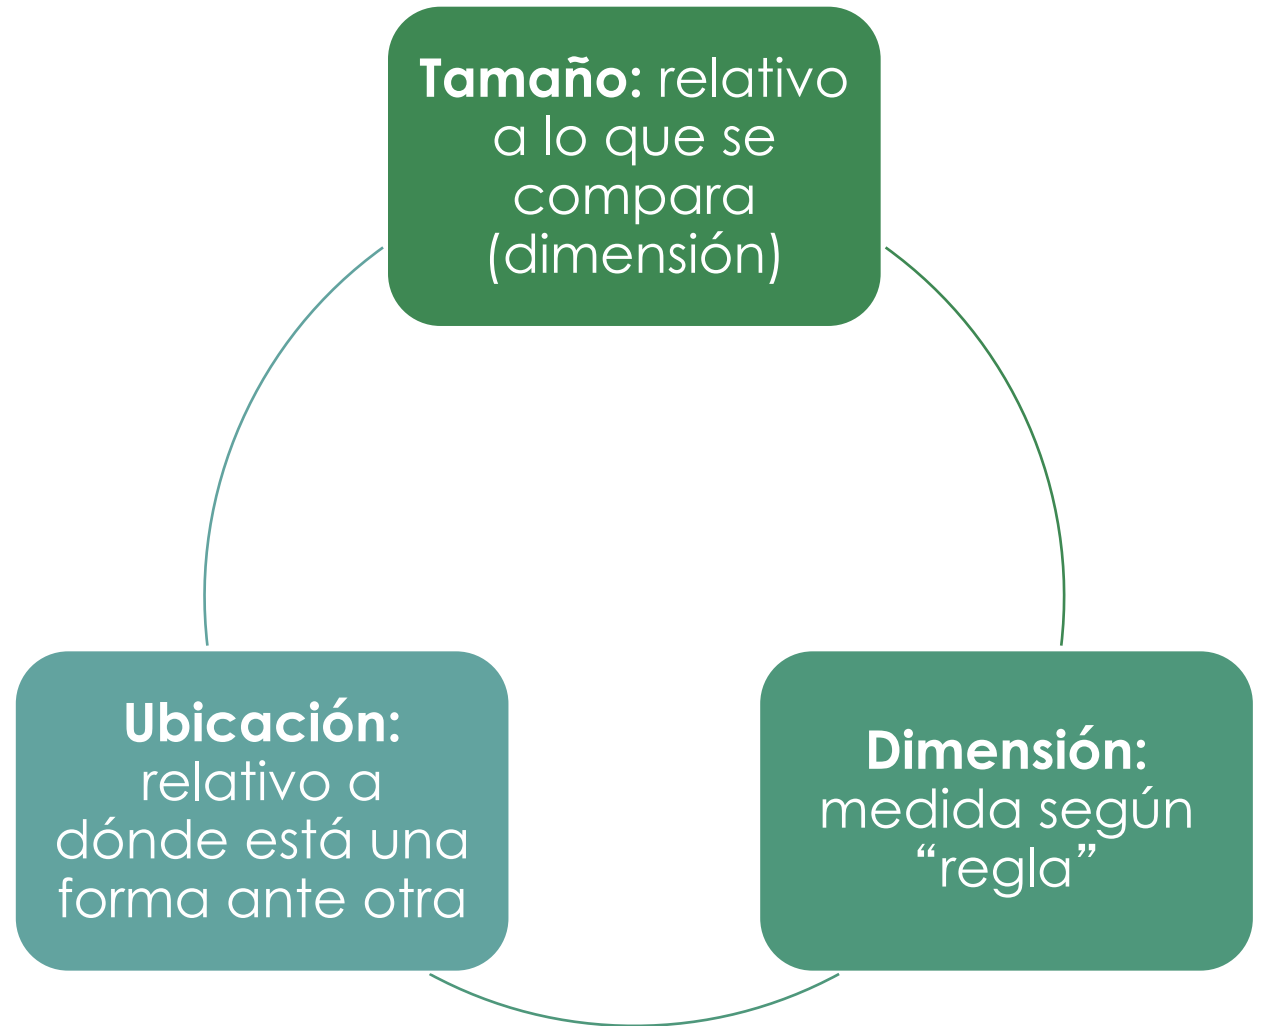 Tamaño: relativo
a lo que se
compara
(dimensión)
Ubicación:
relativo a
dónde está una
forma ante otra
Dimensión:
medida según
“regla”